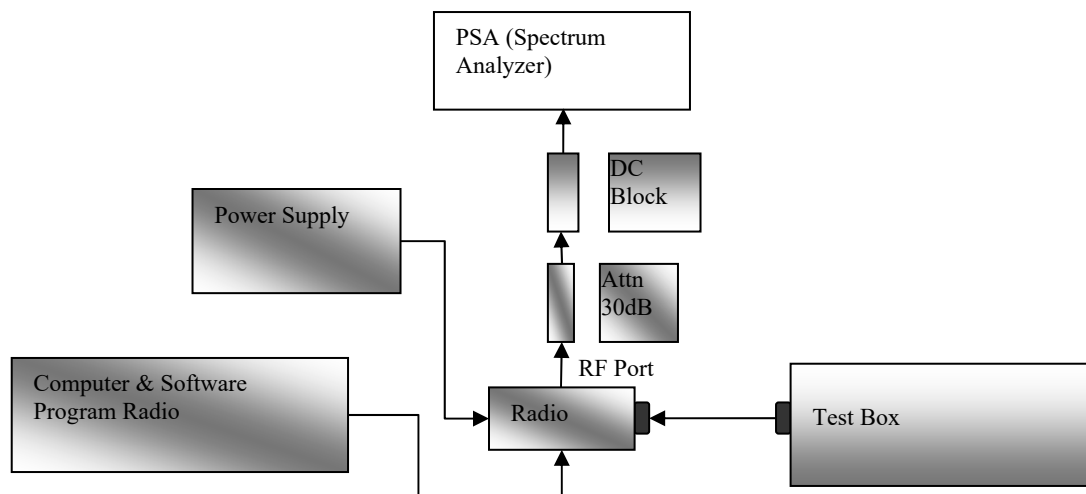 PSA (Spectrum
Analyzer)
DC
Block
Power Supply
Attn
30dB
RF Port
Computer & Software
Program Radio
Radio
Test Box